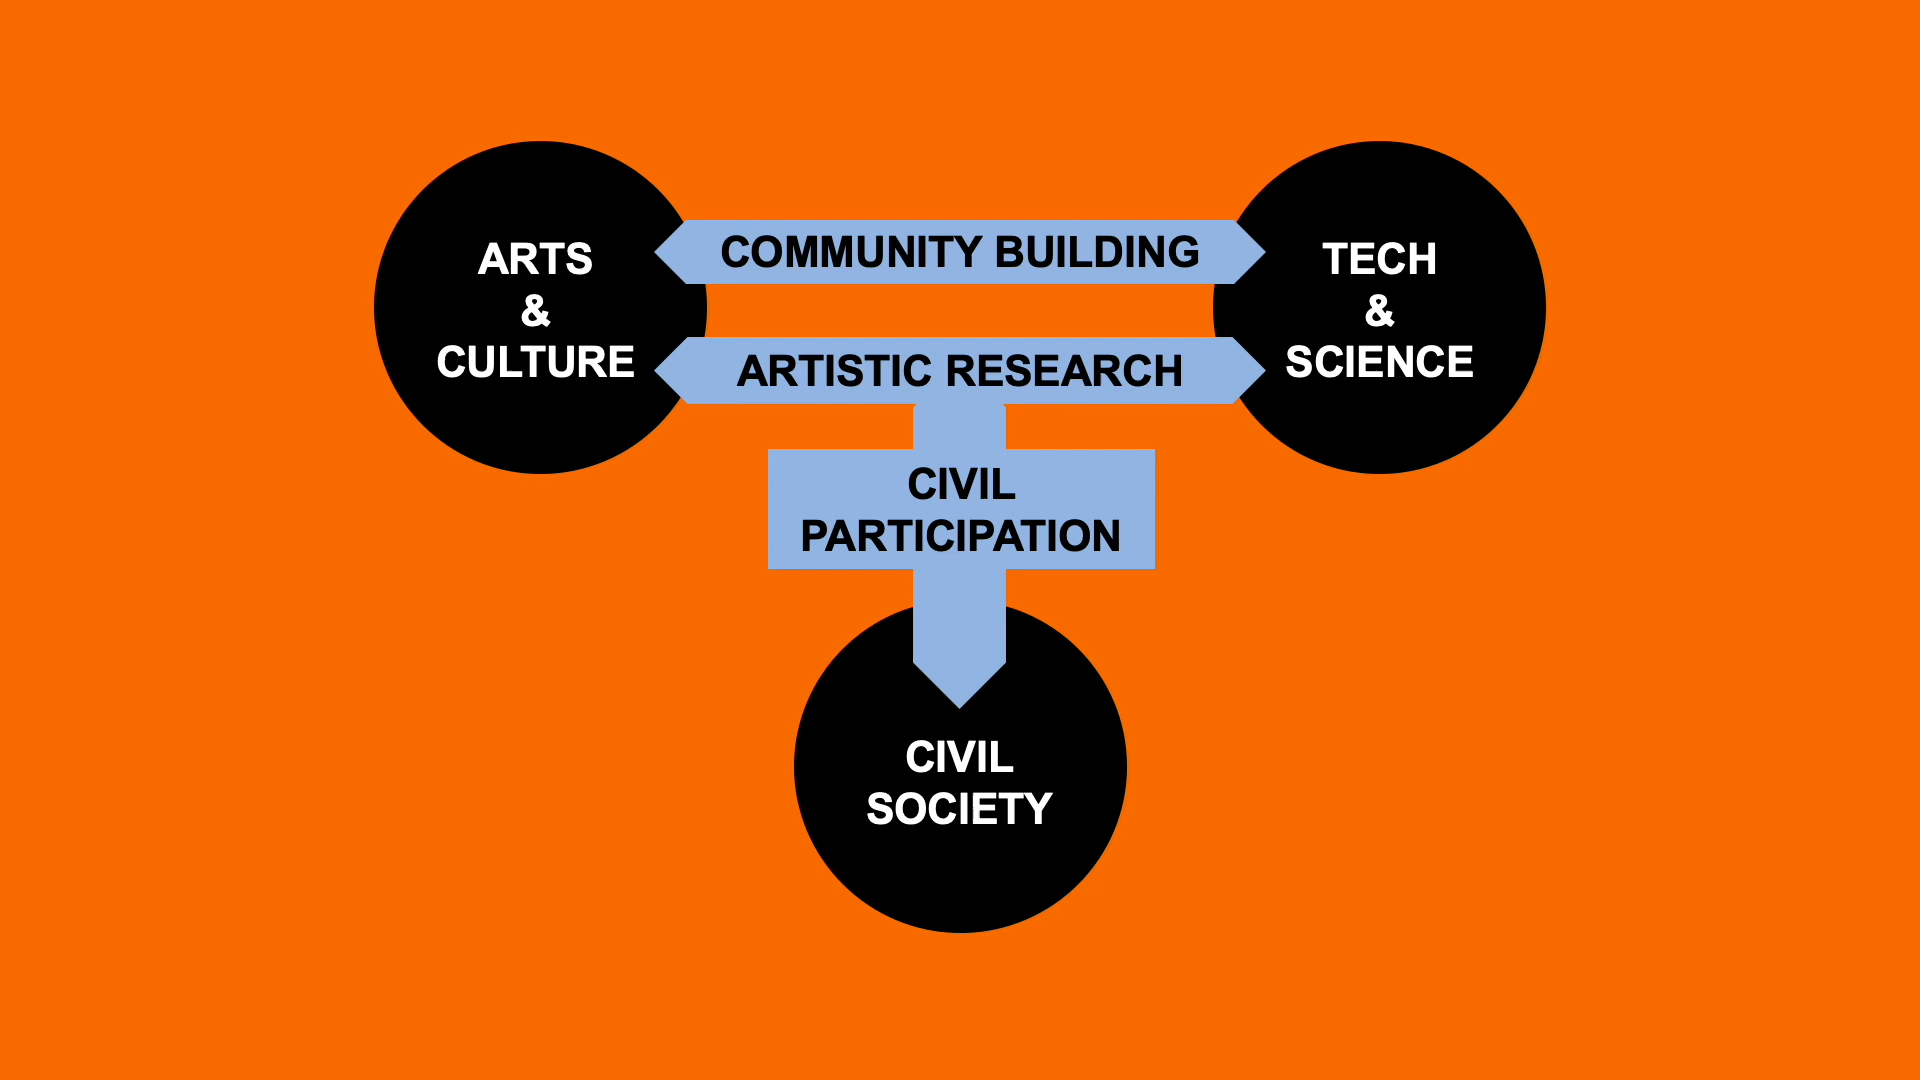 ARTS
&
CULTURE
COMMUNITY BUILDING
ARTISTIC RESEARCH
TECH
&
SCIENCE
CIVIL
PARTICIPATION
CIVIL
SOCIETY